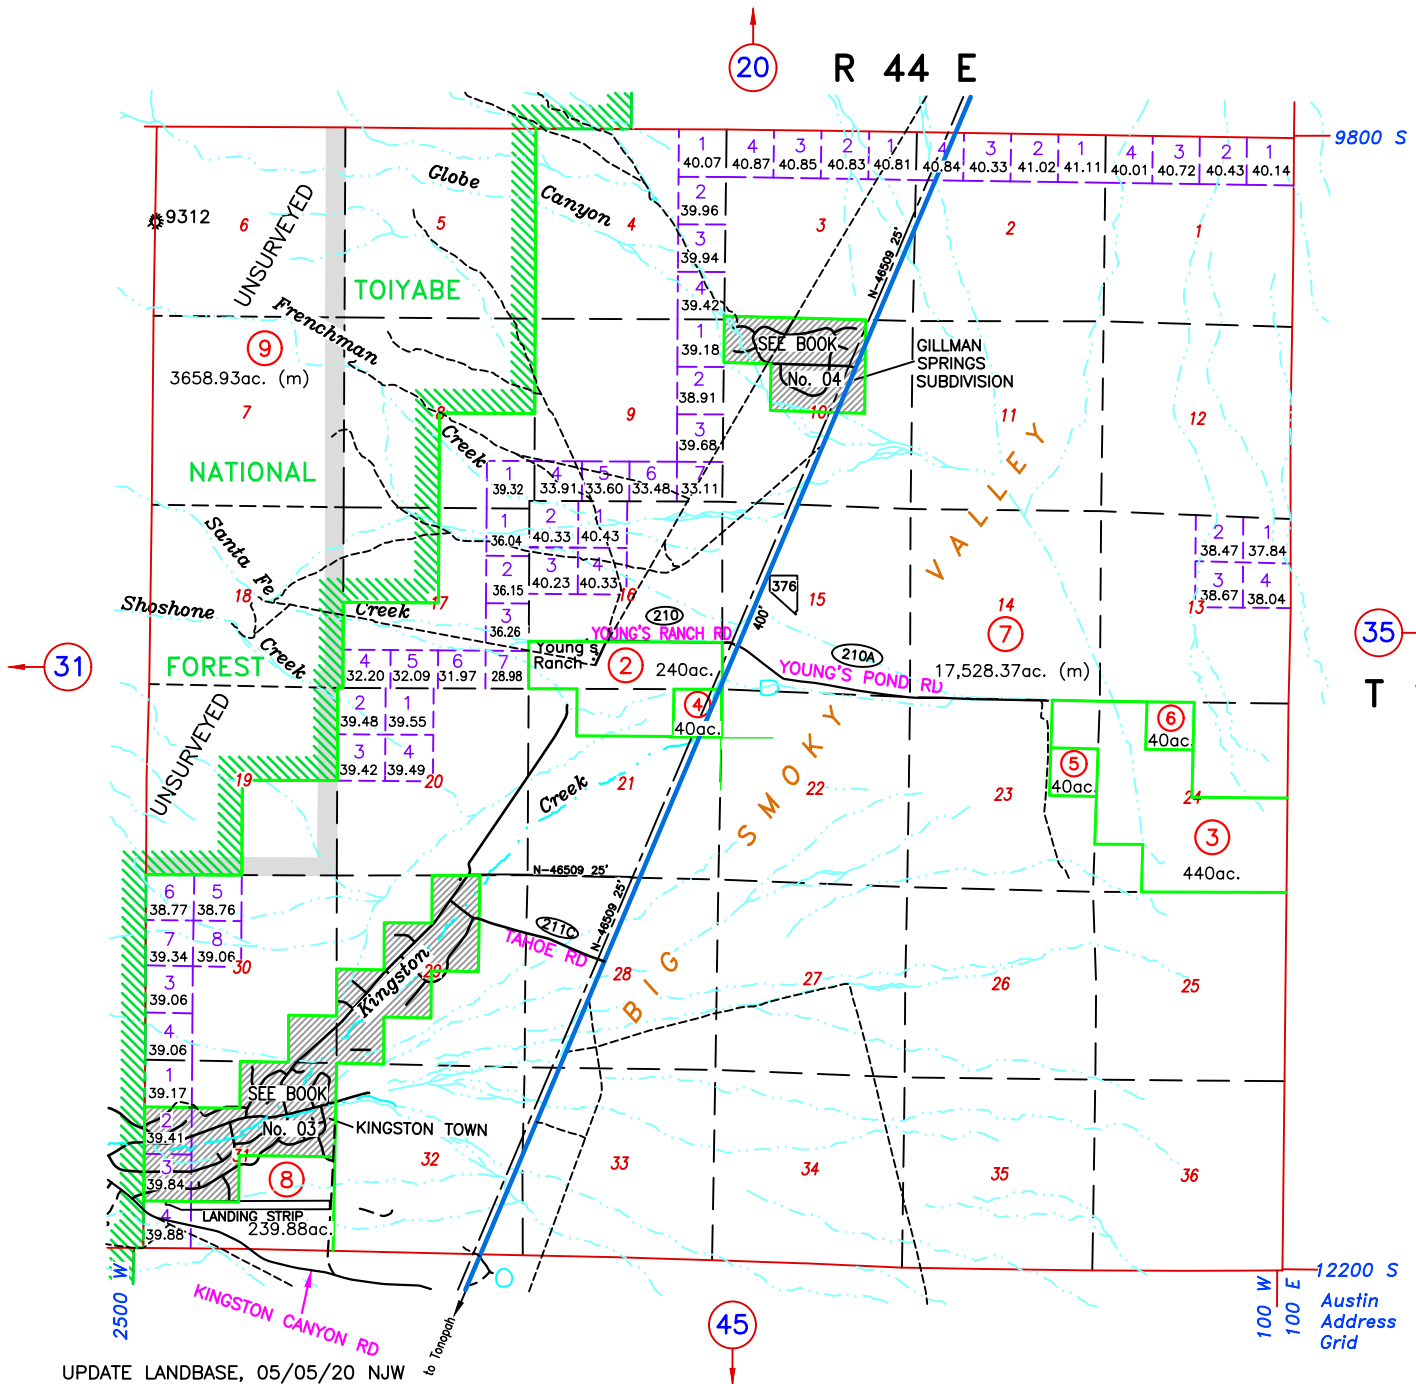 20
R 44 E
9800 S
1 4 3 2 1 4 3 2 1 4 3 2 1
40.07 40.87 40.85 40.83 40.81 40.84 40.33 41.02 41.11 40.01 40.72 40.43 40.14
Globe
Canyon
2
39.96
9312
6
5
4
3
2
1
UNSURVEYED
3
39.94
N-46509 25'
TOIYABE
4
39.42
Frenchman
9
3658.93ac. (m)
1
39.18
SEE BOOK
No. 04
GILLMAN
SPRINGS
SUBDIVISION
2
38.91
7
8
9
10
11
12
Creek
3
39.68
VALLEY
NATIONAL
1 4 5 6 7
39.32 33.91 33.60 33.48 33.11
Santa Fe
Creek
1 2 1
36.04 40.33 40.43
2 1
38.47 37.84
2 3 4
36.15 40.23 40.33
3 4
38.67 38.04
376
18
17
16
15
14
13
Shoshone
Creek
3
36.26
400'
210
YOUNG'S RANCH RD
7
17,528.37ac. (m)
35
31
FOREST
Young's
Ranch
2
240ac.
210A
YOUNG'S POND RD
T
4 5 6 7
32.20 32.09 31.97 28.98
2 1
39.48 39.55
4
40ac.
6
40ac.
UNSURVEYED
3 4
39.42 39.49
SMOKY
5
40ac.
19
20
21
22
23
24
Creek
3
440ac.
N-46509 25'
6 5
38.77 38.76
N-46509 25'
211C
TAHOE RD
7 8
39.34 39.06
30
29
28
27
26
25
Kingston
BIG
3
39.06
4
39.06
1
39.17
SEE BOOK
No. 03
KINGSTON TOWN
2
39.41
31
32
33
34
35
36
3
39.84
8
LANDING STRIP
239.88ac.
4
39.88
2500 W
KINGSTON CANYON RD
to Tonopah
45
100 W
100 E
12200 S
Austin
Address
Grid
UPDATE LANDBASE, 05/05/20 NJW